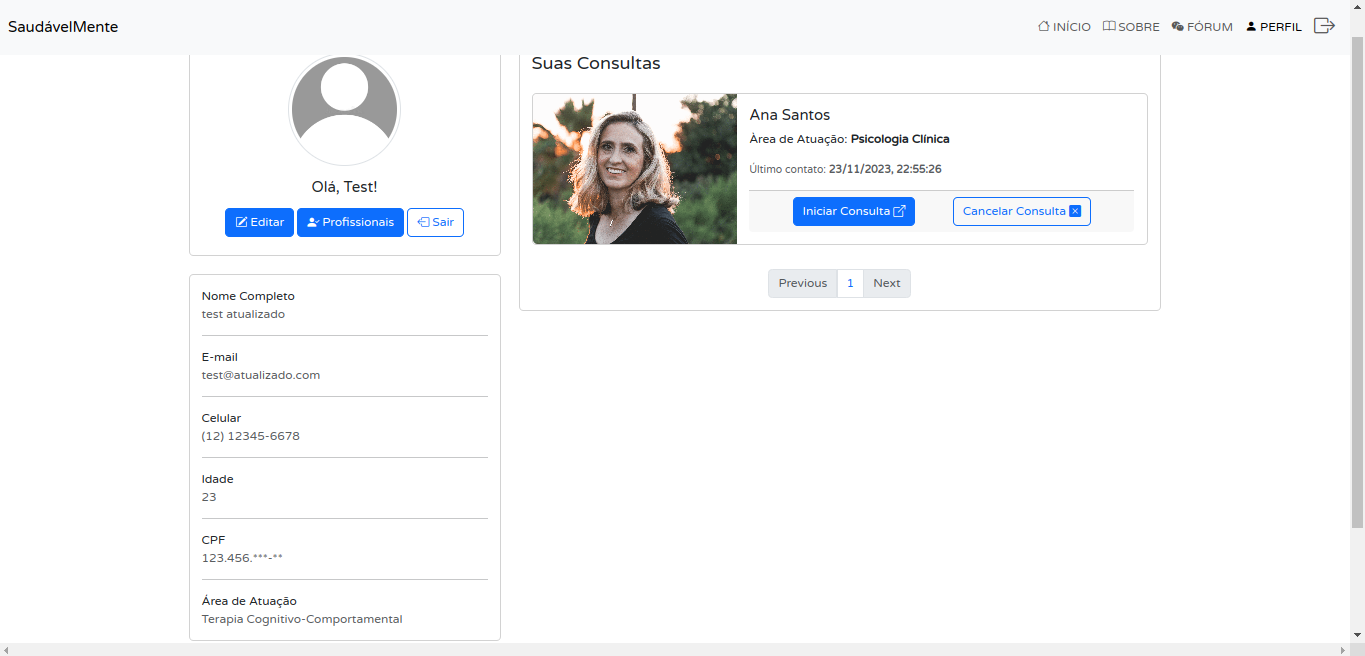 SaudávelMente
INÍCIO SOBRE FÓRUM PERFIL
Olá, Test!
Editar Profissionais Sair
Nome Completo
test atualizado
E-mail
test@atualizado.com
Celular
(12) 12345-6678
Idade
23
CPF
123.456.***-**
Área de Atuação
Terapia Cognitivo-Comportamental
Suas Consultas
Ana Santos
Àrea de Atuação: Psicologia Clínica
Último contato: 23/11/2023, 22:55:26
Iniciar Consulta Cancelar Consulta
Previous 1 Next